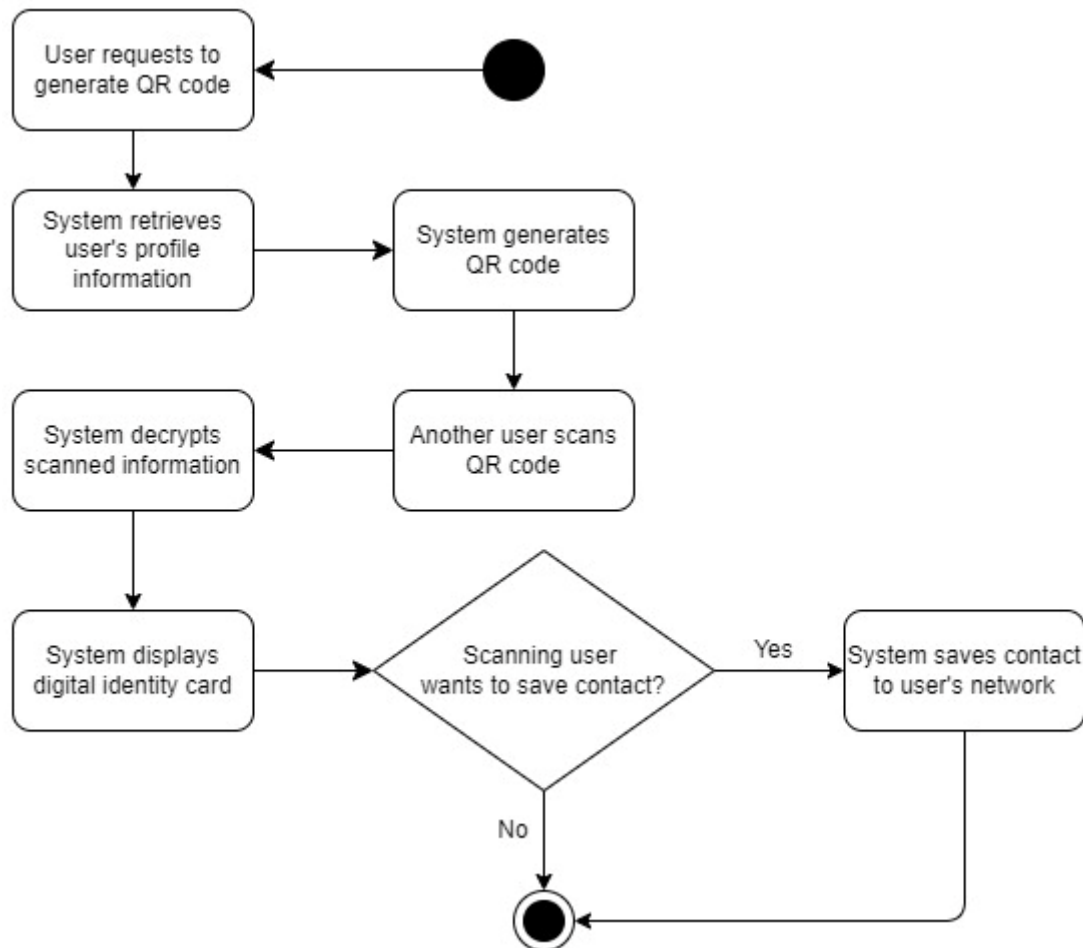 User requests to
generate QR code
System retrieves
user's profile
information
System generates
QR code
Another user scans
QR code
System decrypts
scanned information
System displays
digital identity card
Scanning user
wants to save contact?
Yes
System saves contact
to user's network
No